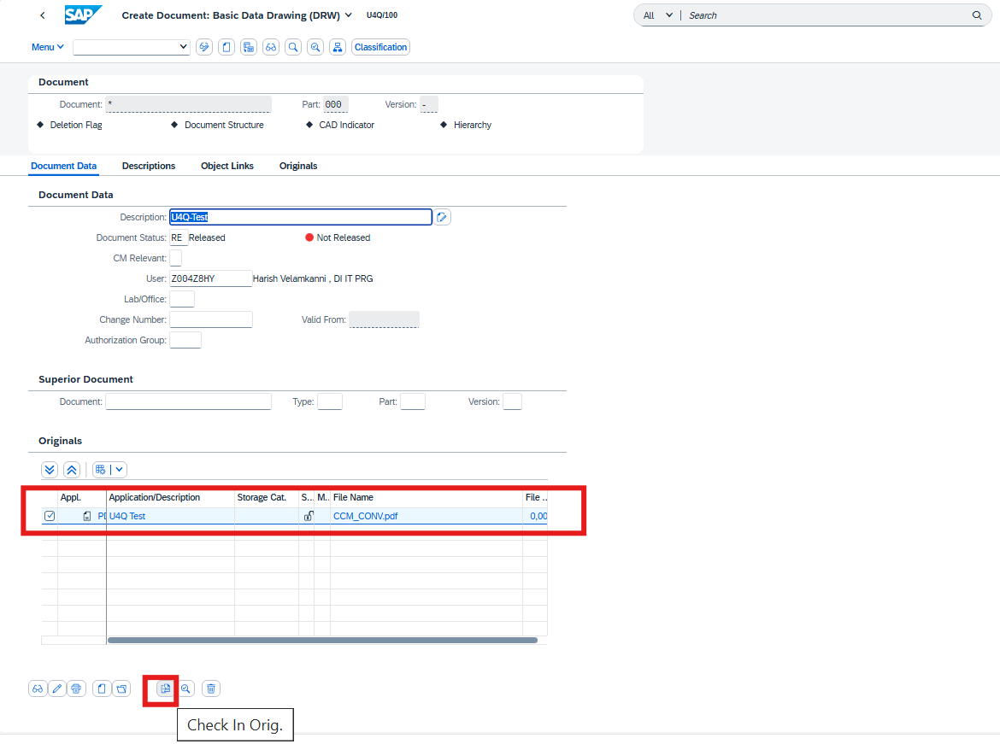 SAP Create Document: Basic Data Drawing (DRW) U4Q/100 All Search
Menu Classification
Document
Document: * Part: 000 Version: -
Deletion Flag Document Structure CAD Indicator Hierarchy
Document Data Descriptions Object Links Originals
Document Data
Description: U4Q-Test
Document Status: RE Released Not Released
CM Relevant:
User: Z004Z8HY Harish Velamkanni , DI IT PRG
Lab/Office:
Change Number: Valid From:
Authorization Group:
Superior Document
Document: Type: Part: Version:
Originals
Appl. Application/Description Storage Cat. S... M.. File Name File ..
U4Q Test CCM_CONV.pdf 0,00
Check In Orig.